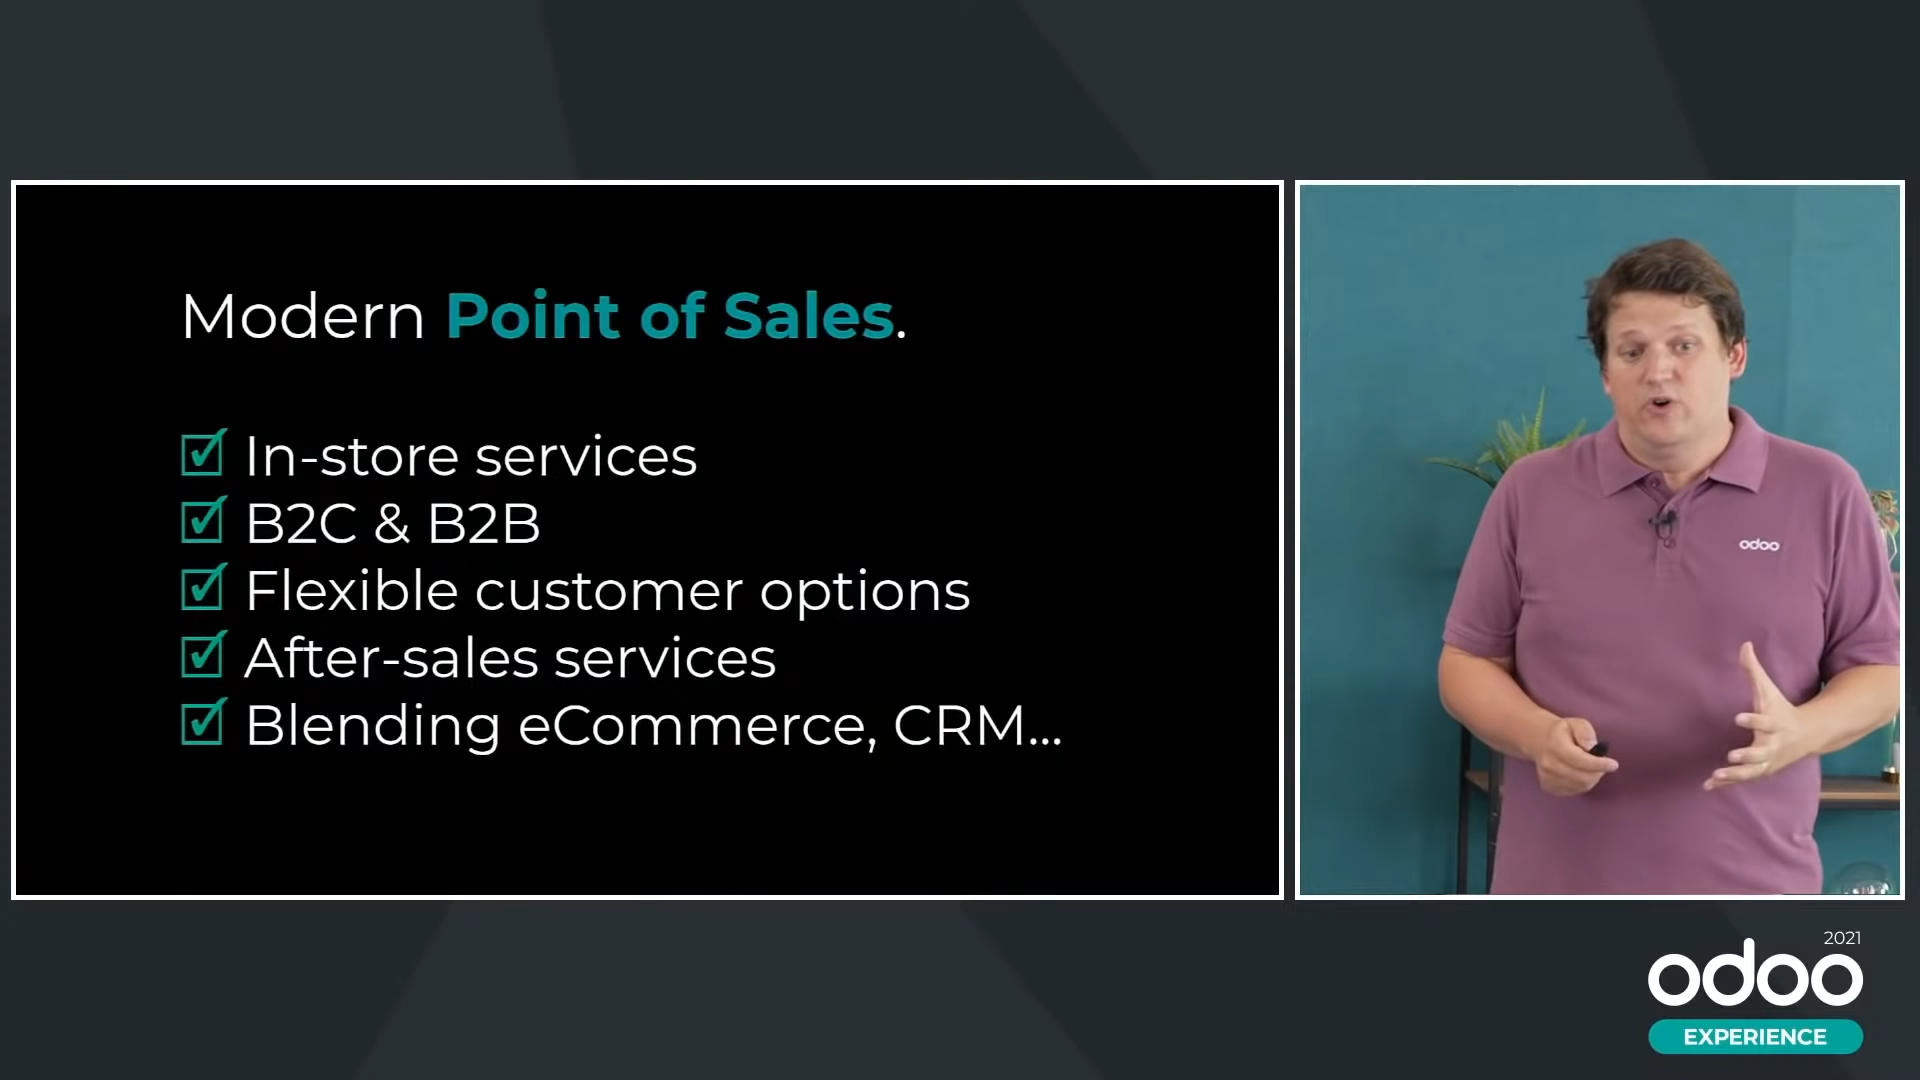 Modern Point of Sales.
In-store services
B2C & B2B
Flexible customer options
After-sales services
Blending eCommerce, CRM...
odoo
2021
odoo
EXPERIENCE